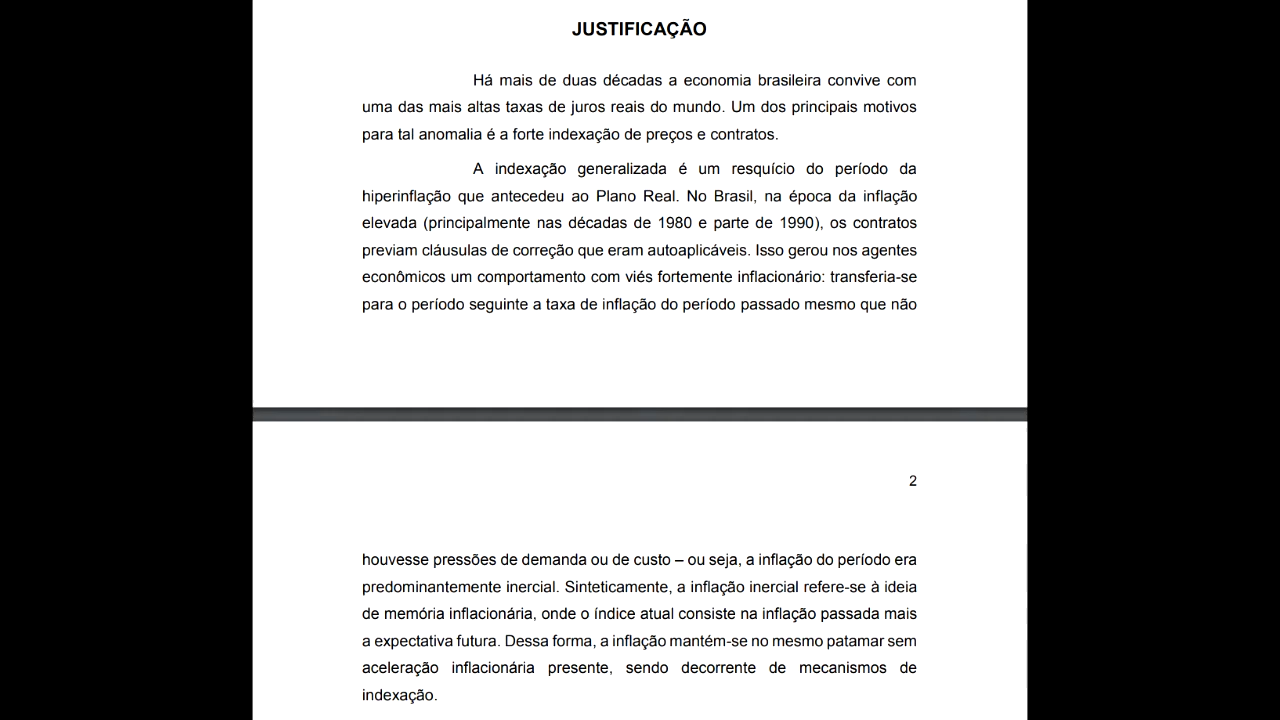 JUSTIFICAÇÃO
Há mais de duas décadas a economia brasileira convive com
uma das mais altas taxas de juros reais do mundo. Um dos principais motivos
para tal anomalia é a forte indexação de preços e contratos.
A indexação generalizada é um resquício do período da
hiperinflação que antecedeu ao Plano Real. No Brasil, na época da inflação
elevada (principalmente nas décadas de 1980 e parte de 1990), os contratos
previam cláusulas de correção que eram autoaplicáveis. Isso gerou nos agentes
econômicos um comportamento com viés fortemente inflacionário: transferia-se
para o período seguinte a taxa de inflação do período passado mesmo que não
2
houvesse pressões de demanda ou de custo – ou seja, a inflação do período era
predominantemente inercial. Sinteticamente, a inflação inercial refere-se à ideia
de memória inflacionária, onde o índice atual consiste na inflação passada mais
a expectativa futura. Dessa forma, a inflação mantém-se no mesmo patamar sem
aceleração inflacionária presente, sendo decorrente de mecanismos de
indexação.